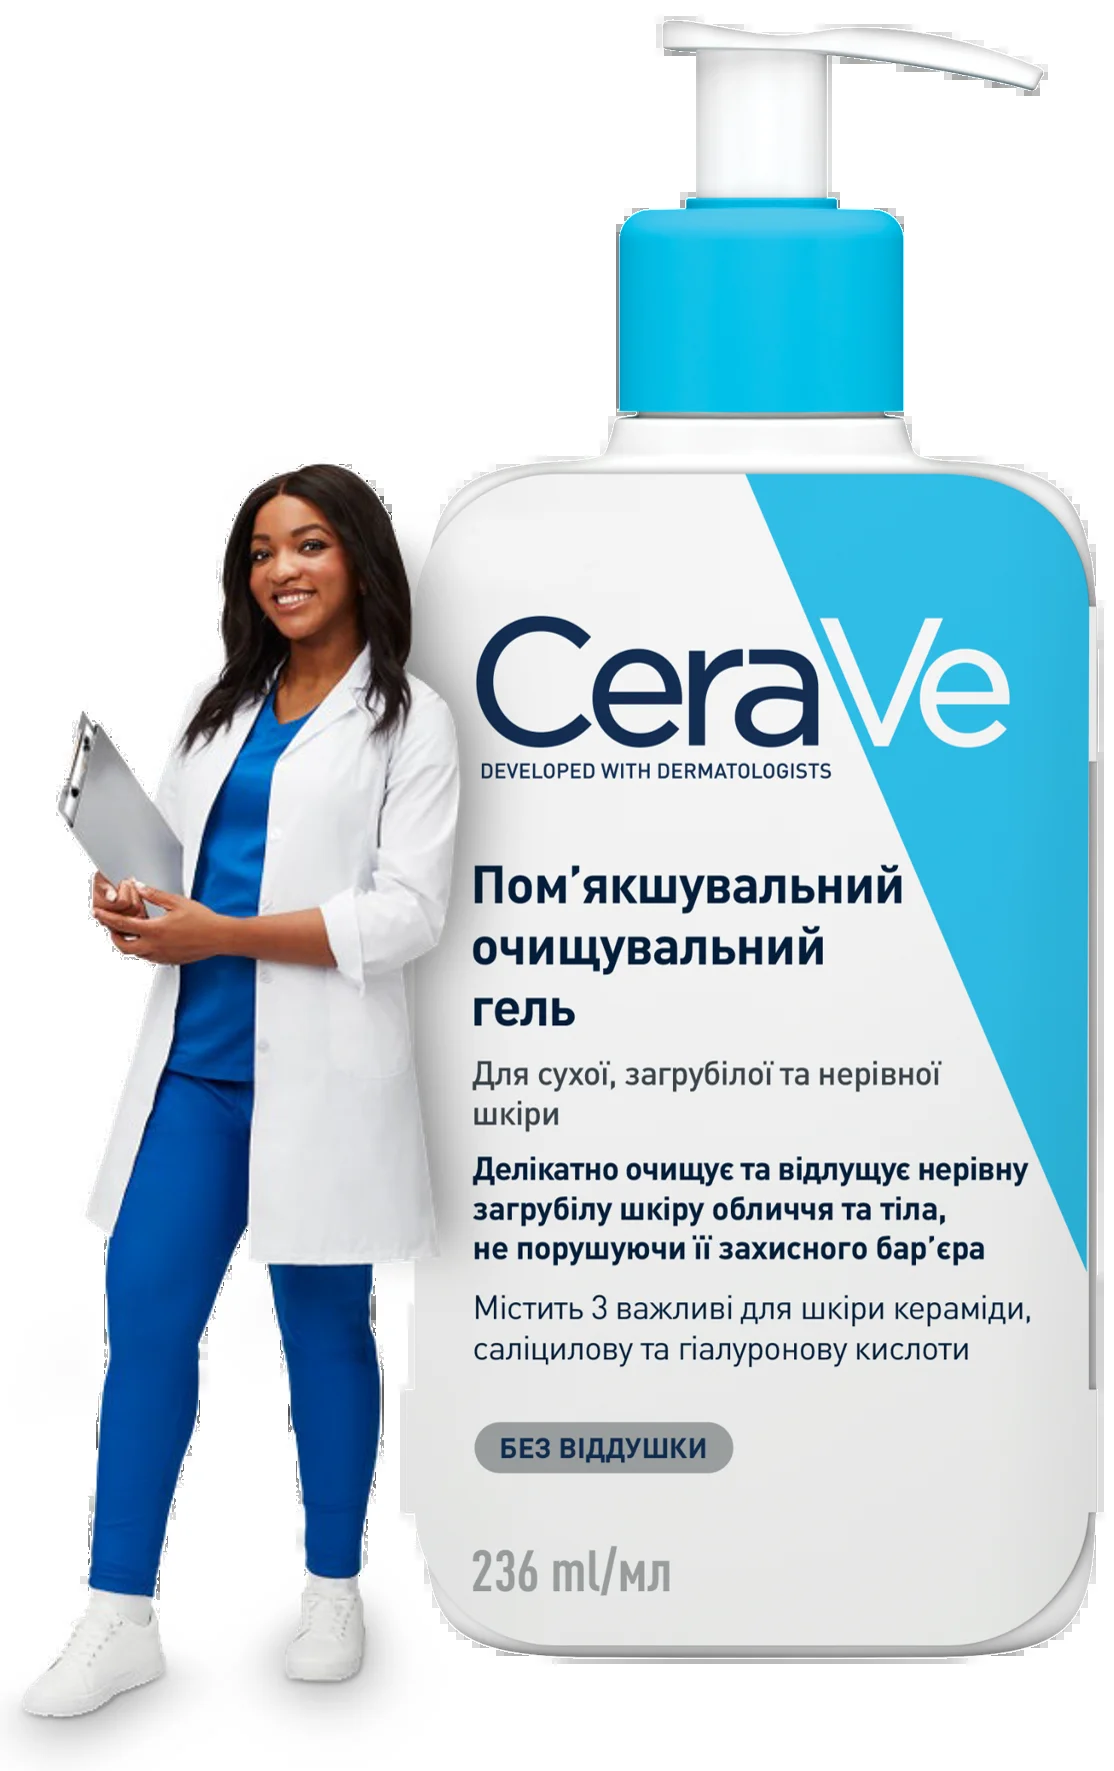 CeraVe
DEVELOPED WITH DERMATOLOGISTS
Пом’якшувальний
очищувальний
гель
Для сухої, загрубілої та нерівної
шкіри
Делікатно очищує та відлущує нерівну
загрубілу шкіру обличчя та тіла,
не порушуючи її захисного бар’єра
Містить 3 важливі для шкіри кераміди,
саліцилову та гіалуронову кислоти
БЕЗ ВІДДУШКИ
236 ml/мл